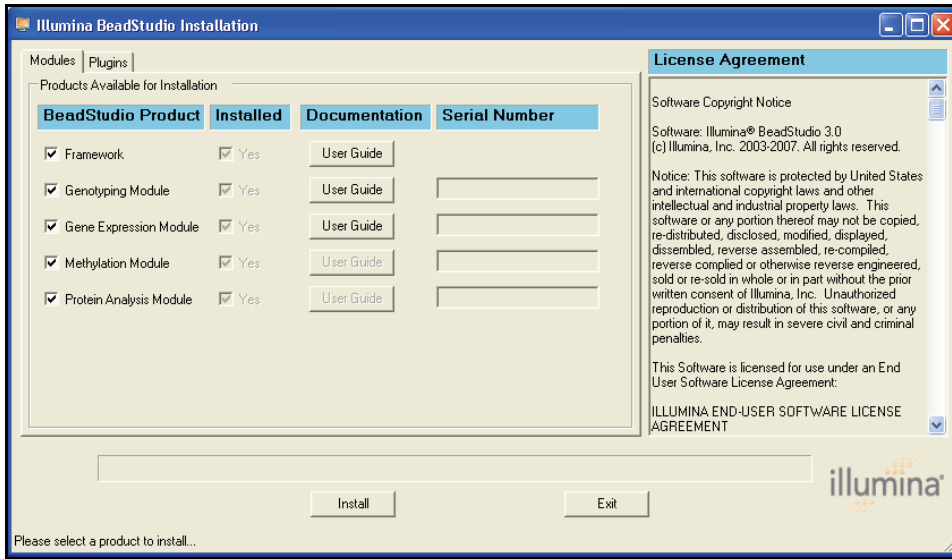 Illumina BeadStudio Installation
Modules Plugins
Products Available for Installation
BeadStudio Product Installed Documentation Serial Number
Framework Yes User Guide
Genotyping Module Yes User Guide
Gene Expression Module Yes User Guide
Methylation Module Yes User Guide
Protein Analysis Module Yes User Guide
License Agreement
Software Copyright Notice
Software: Illumina® BeadStudio 3.0
(c) Illumina, Inc. 2003-2007. All rights reserved.
Notice: This software is protected by United States
and international copyright laws and other
intellectual and industrial property laws. This
software or any portion thereof may not be copied,
re-distributed, disclosed, modified, displayed,
dissembled, reverse assembled, re-compiled,
reverse complied or otherwise reverse engineered,
sold or re-sold in whole or in part without the prior
written consent of Illumina, Inc. Unauthorized
reproduction or distribution of this software, or any
portion of it, may result in severe civil and criminal
penalties.
This Software is licensed for use under an End
User Software License Agreement:
ILLUMINA END-USER SOFTWARE LICENSE
AGREEMENT
illumina
Install Exit
Please select a product to install...